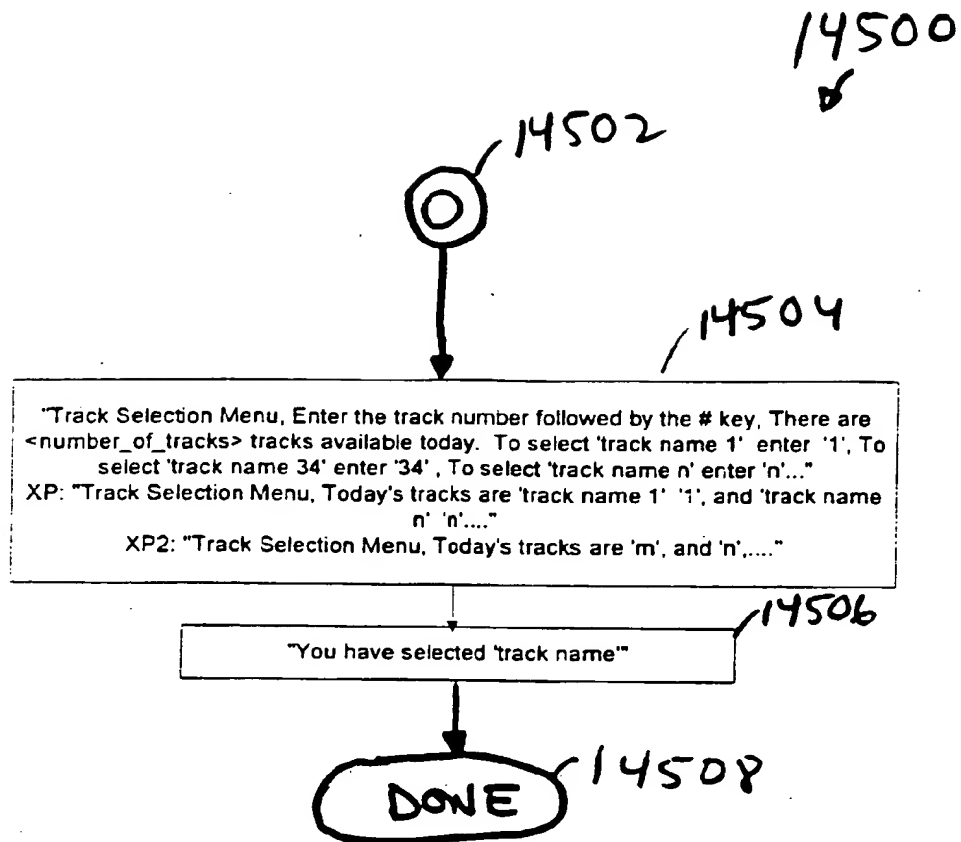 14500
14502
14504
"Track Selection Menu, Enter the track number followed by the # key, There are
<number_of_tracks> tracks available today. To select 'track name 1' enter '1', To
select 'track name 34' enter '34' , To select 'track name n' enter 'n'..."
XP: "Track Selection Menu, Today's tracks are 'track name 1' '1', and 'track name
n' 'n'...."
XP2: "Track Selection Menu, Today's tracks are 'm', and 'n',...."
14506
"You have selected 'track name'"
DONE
14508